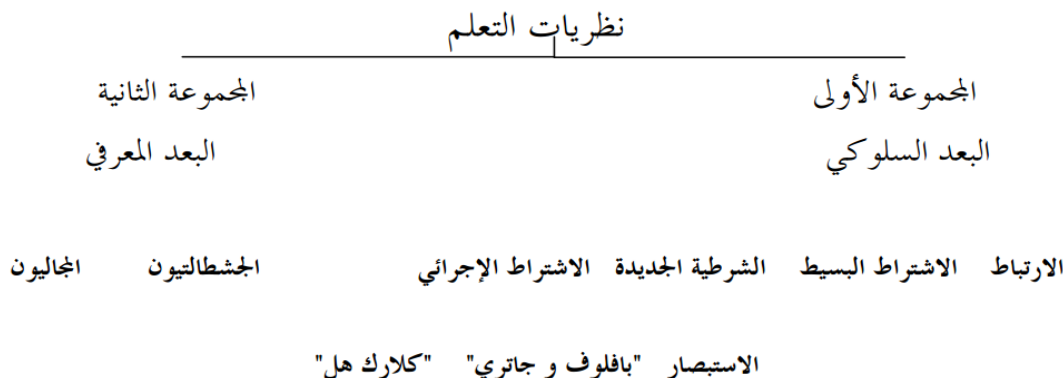 نظريات التعلم
المجموعة الأولى المجموعة الثانية
البعد السلوكي البعد المعرفي
الارتباط الاشتراط البسيط الشرطية الجديدة الاشتراط الإجرائي الجشطالتيون المجاليون
الاستبصار "بافلوف و جاتري" "كلارك هل"